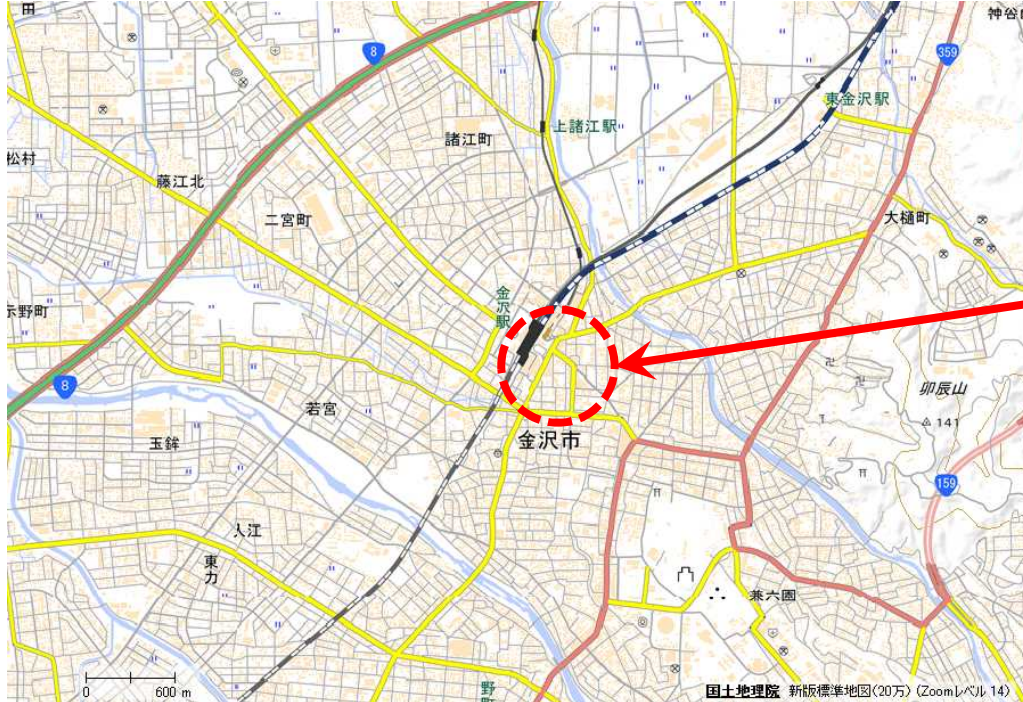 田
8
神谷
359
東金沢駅
上諸江駅
諸江町
松村
藤江北
二宮町
大樋町
金沢駅
示野町
8
若宮
卯辰山
141
玉鉾
金沢市
159
入江
東力
兼六園
0 600 m
野町
国土地理院 新版標準地図(20万) (Zoomレベル 14)